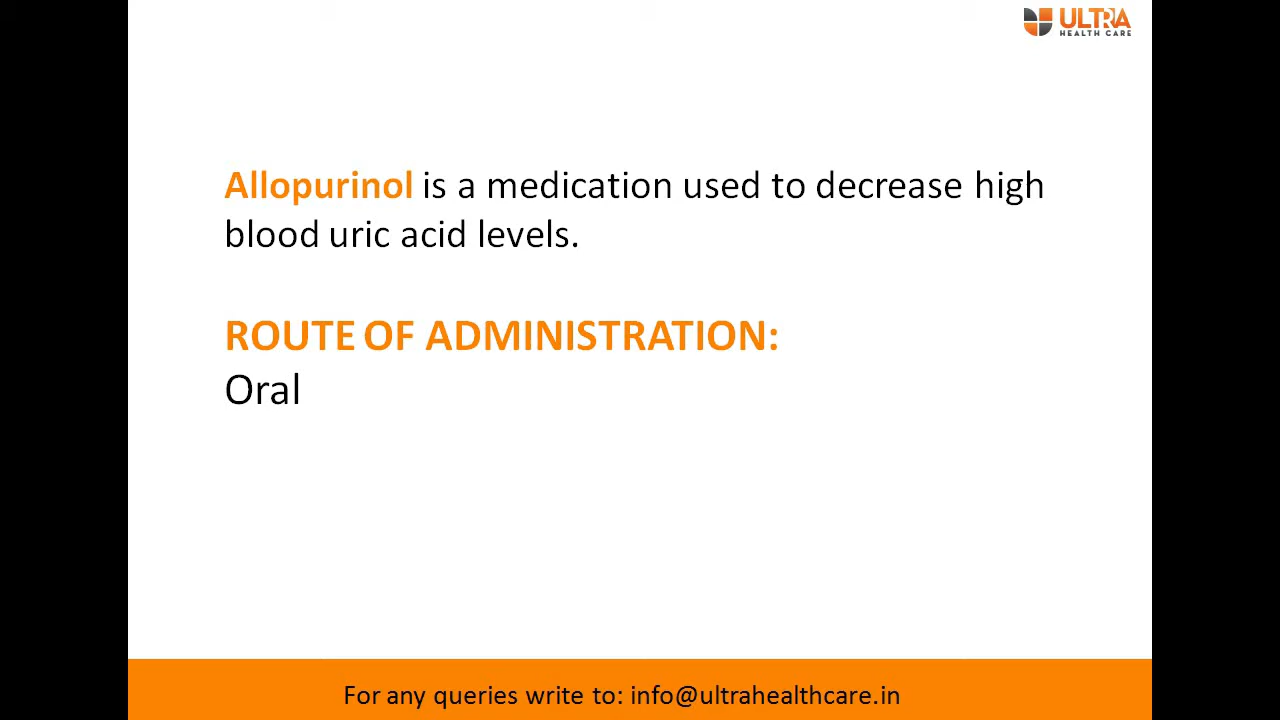 ULTRA
HEALTH CARE
Allopurinol is a medication used to decrease high
blood uric acid levels.
ROUTE OF ADMINISTRATION:
Oral
For any queries write to: info@ultrahealthcare.in